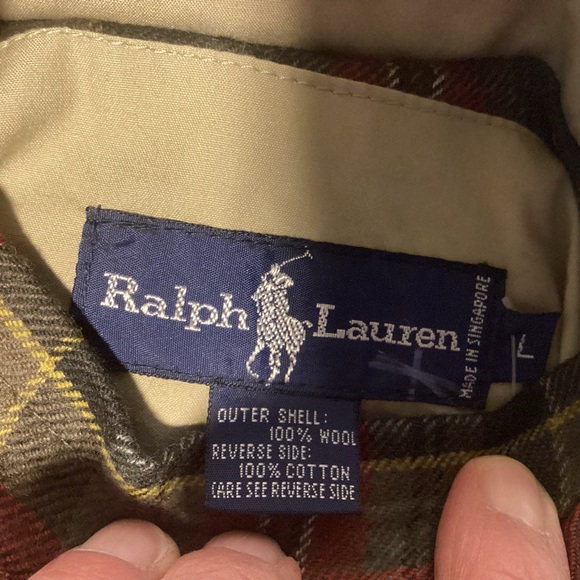 Ralph Lauren
MADE IN SINGAPORE
L
OUTER SHELL:
100% WOOL
REVERSE SIDE:
100% COTTON
CARE SEE REVERSE SIDE